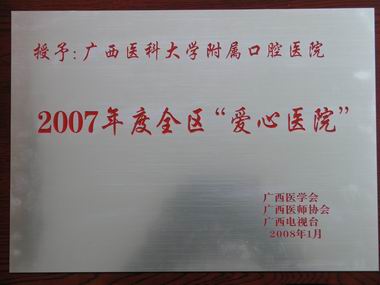 授予：广西医科大学附属口腔医院
2007年度全区“爱心医院”
广西医学会
广西医师协会
广西电视台
2008年1月